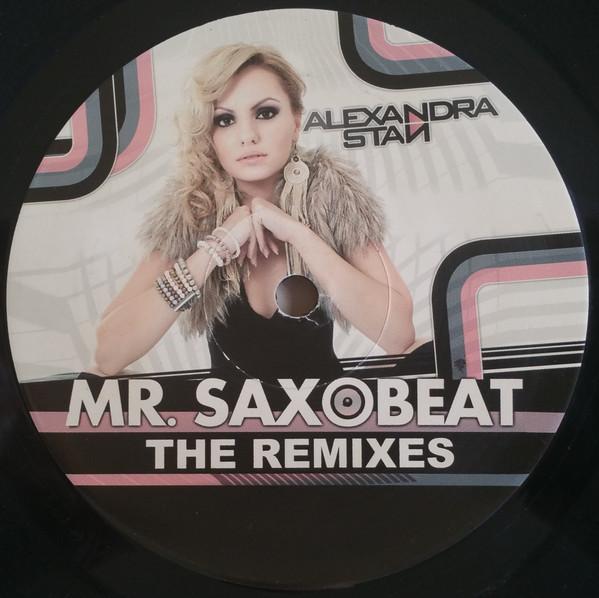 ALEXANDRA
STAN
MR. SAXOBEAT
THE REMIXES